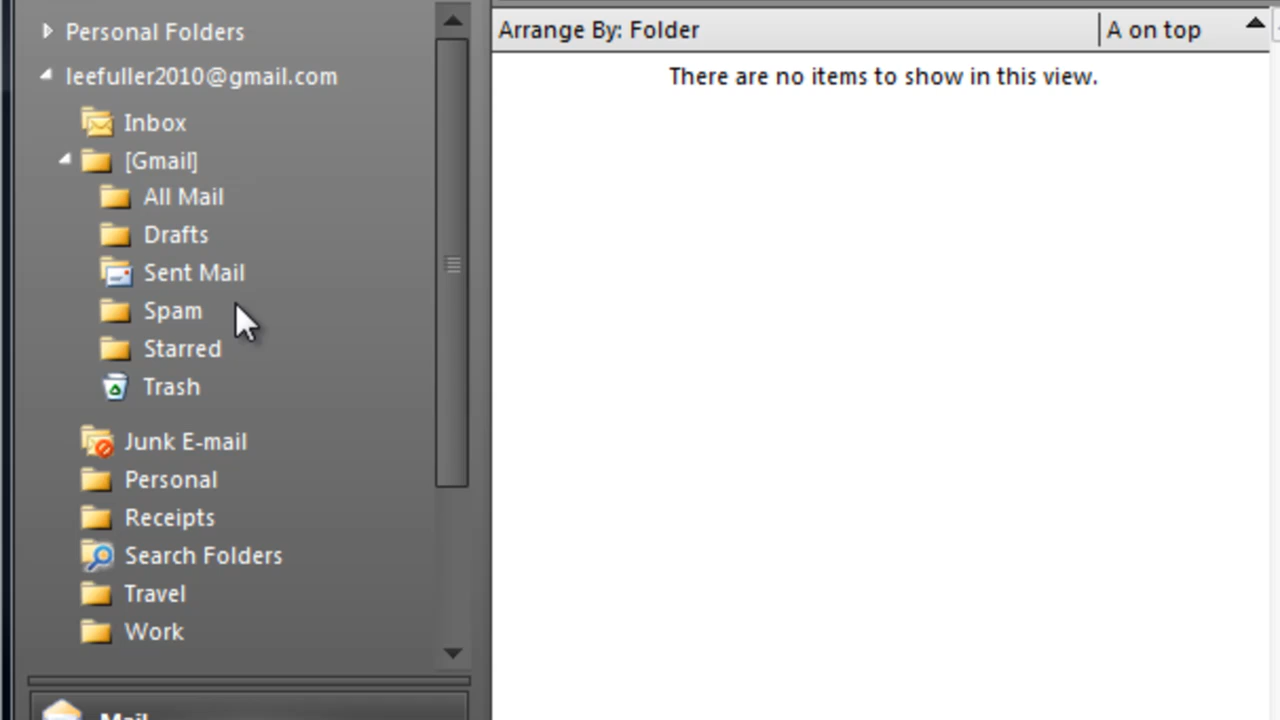 Personal Folders
leefuller2010@gmail.com
Inbox
[Gmail]
All Mail
Drafts
Sent Mail
Spam
Starred
Trash
Junk E-mail
Personal
Receipts
Search Folders
Travel
Work
Mail
Arrange By: Folder
A on top
There are no items to show in this view.